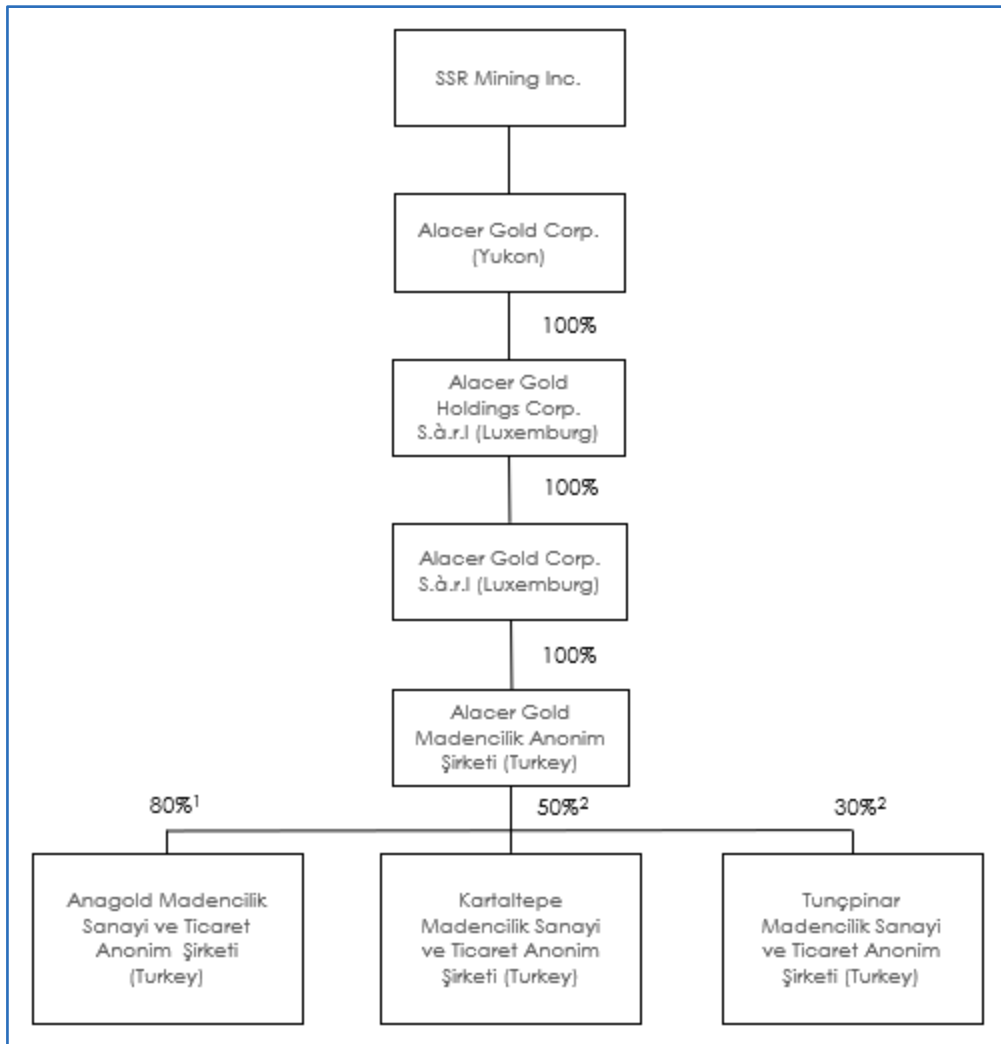 SSR Mining Inc.
Alacer Gold Corp.
(Yukon)
100%
Alacer Gold
Holdings Corp.
S.à.r.l (Luxemburg)
100%
Alacer Gold Corp.
S.à.r.l (Luxemburg)
100%
Alacer Gold
Madencilik Anonim
Şirketi (Turkey)
80%¹
50%²
30%²
Anagold Madencilik
Sanayi ve Ticaret
Anonim Şirketi
(Turkey)
Kartaltepe
Madencilik Sanayi
ve Ticaret Anonim
Şirketi (Turkey)
Tunçpinar
Madencilik Sanayi
ve Ticaret Anonim
Şirketi (Turkey)